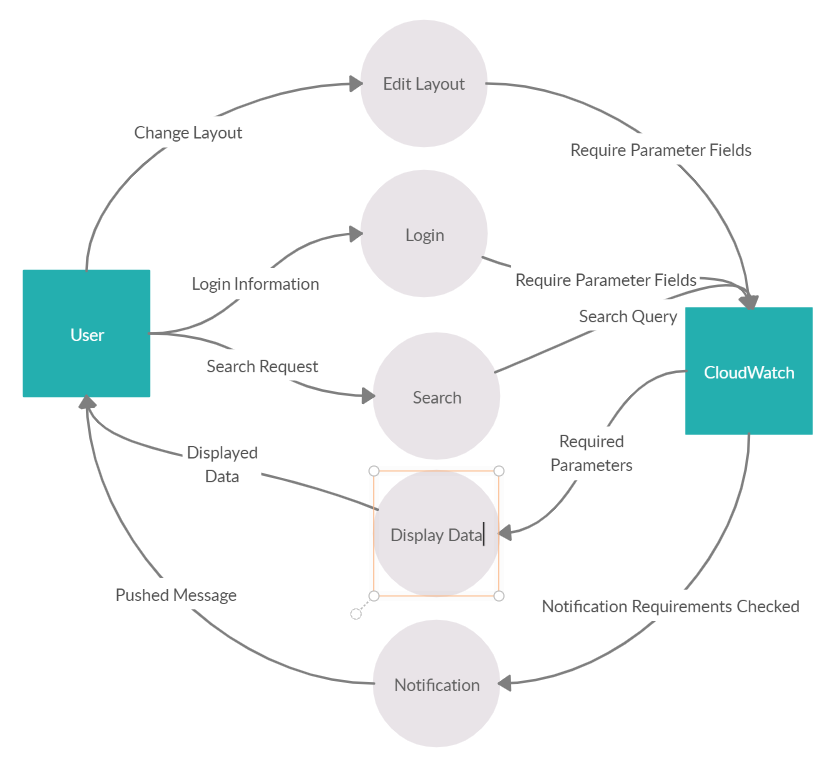 Edit Layout
Change Layout
Require Parameter Fields
Login
Login Information
Require Parameter Fields
Search Query
User
Search Request
CloudWatch
Search
Displayed
Data
Required
Parameters
Display Data
Pushed Message
Notification Requirements Checked
Notification